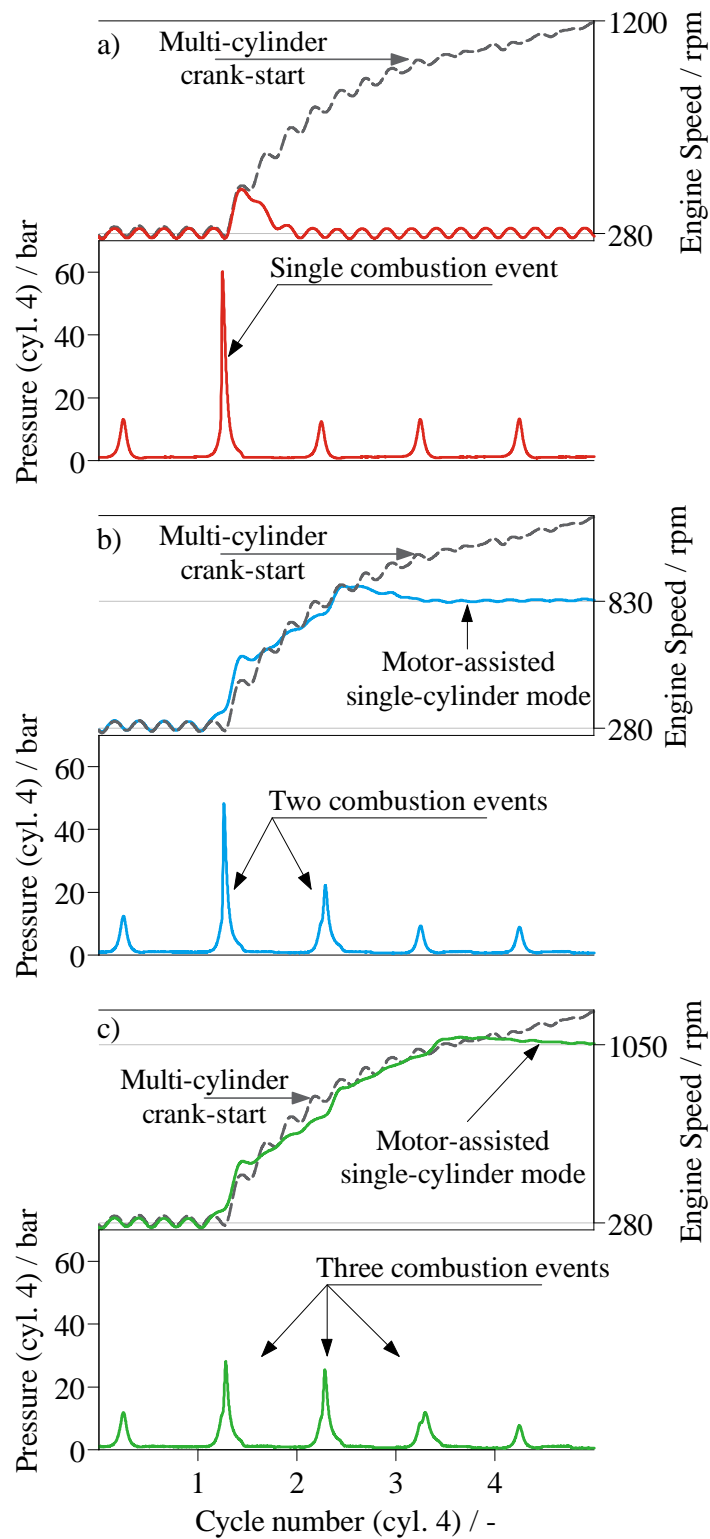 a)
Multi-cylinder
crank-start
1200
280
Engine Speed / rpm
Pressure (cyl. 4) / bar
60
40
20
0
Single combustion event
b)
Multi-cylinder
crank-start
830
280
Engine Speed / rpm
Motor-assisted
single-cylinder mode
Pressure (cyl. 4) / bar
60
40
20
0
Two combustion events
c)
Multi-cylinder
crank-start
1050
280
Engine Speed / rpm
Motor-assisted
single-cylinder mode
Pressure (cyl. 4) / bar
60
40
20
0
Three combustion events
1 2 3 4
Cycle number (cyl. 4) / -